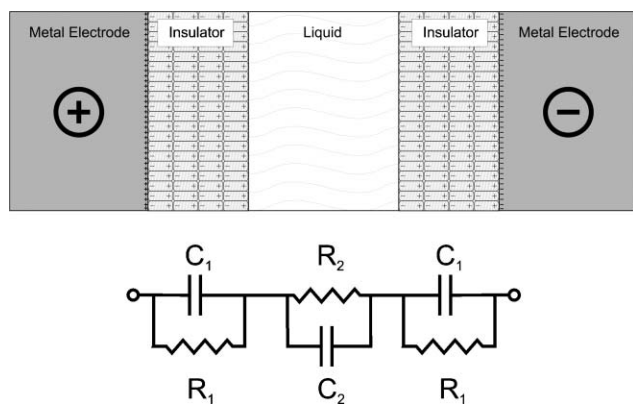 Metal Electrode Insulator Liquid Insulator Metal Electrode
+ −
C₁ R₂ C₁
R₁ C₂ R₁